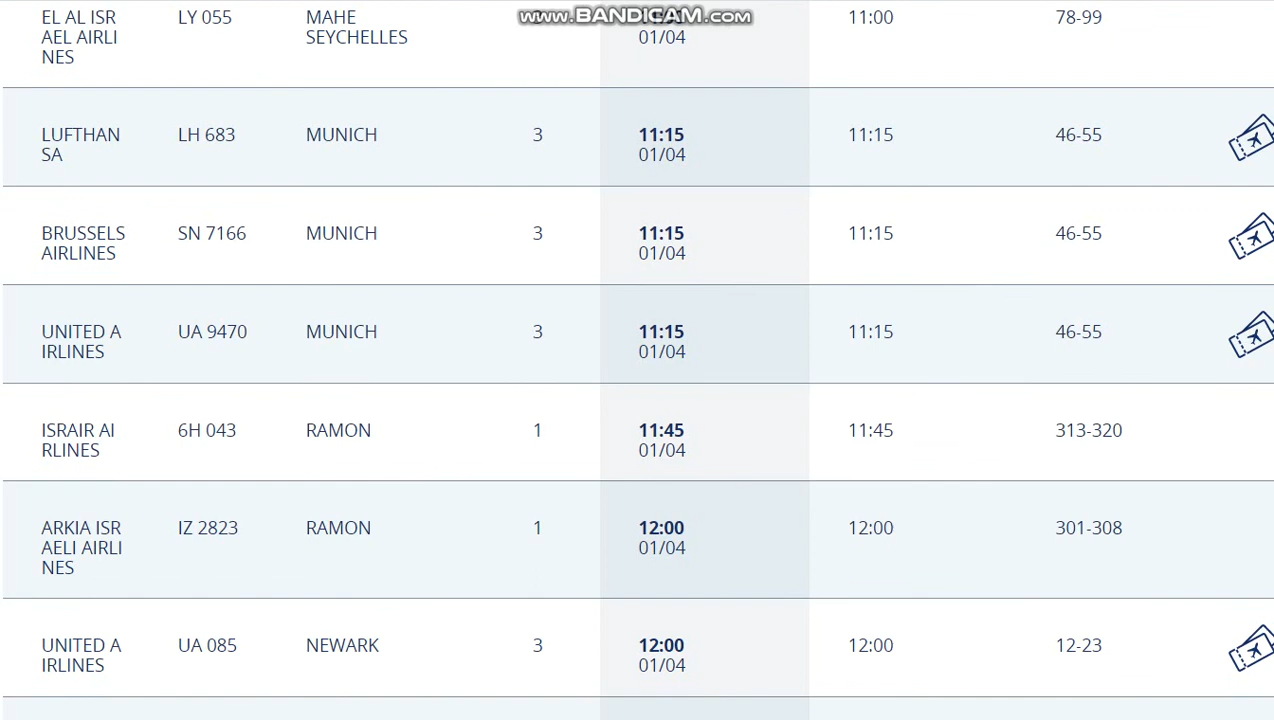 www.BANDICAM.com
EL AL ISR LY 055 MAHE 11:00 78-99
AEL AIRLI SEYCHELLES 01/04
NES
LUFTHAN LH 683 MUNICH 3 11:15 11:15 46-55
SA 01/04
BRUSSELS SN 7166 MUNICH 3 11:15 11:15 46-55
AIRLINES 01/04
UNITED A UA 9470 MUNICH 3 11:15 11:15 46-55
IRLINES 01/04
ISRAIR AI 6H 043 RAMON 1 11:45 11:45 313-320
RLINES 01/04
ARKIA ISR IZ 2823 RAMON 1 12:00 12:00 301-308
AELI AIRLI 01/04
NES
UNITED A UA 085 NEWARK 3 12:00 12:00 12-23
IRLINES 01/04